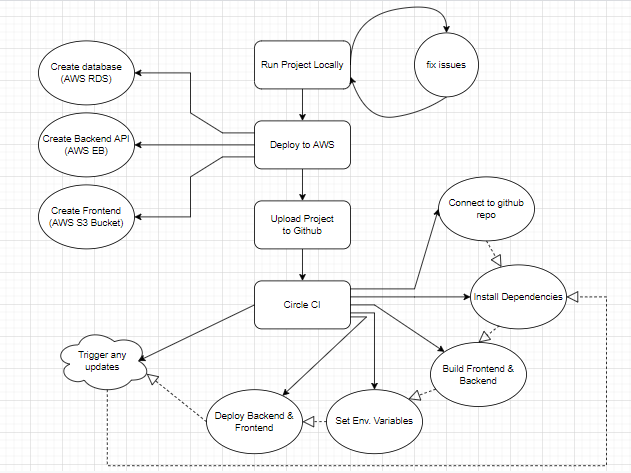 Create database
(AWS RDS)
Run Project Locally
fix issues
Create Backend API
(AWS EB)
Deploy to AWS
Create Frontend
(AWS S3 Bucket)
Upload Project
to Github
Connect to github
repo
Circle CI
Install Dependencies
Trigger any
updates
Build Frontend &
Backend
Deploy Backend &
Frontend
Set Env. Variables